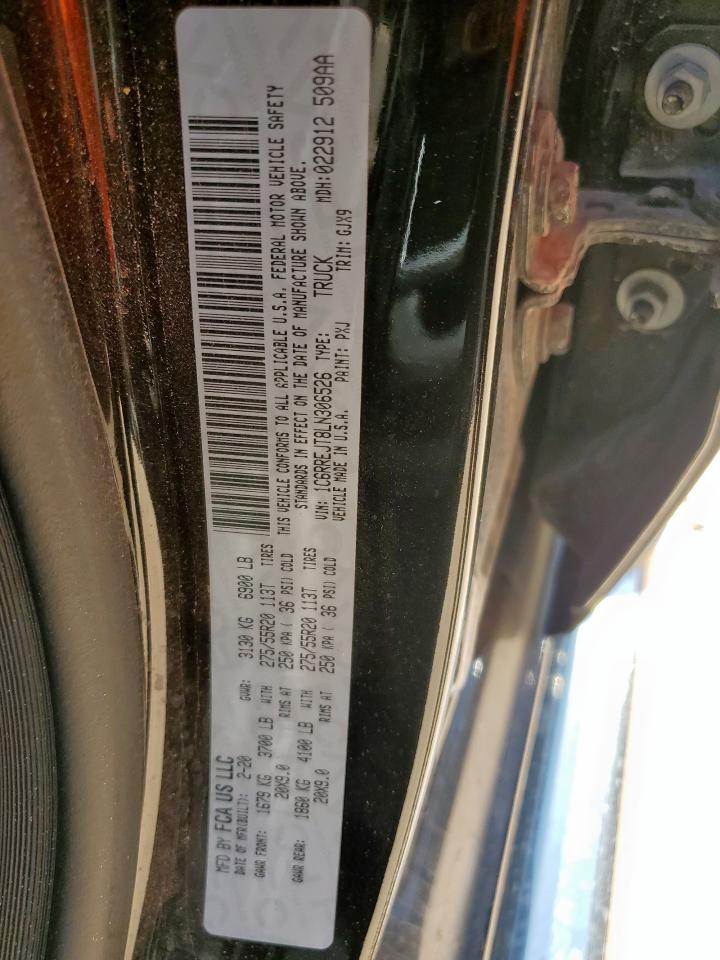 MFD BY FCA US LLC
DATE OF MFR(BUILT): 2-20 GVWR: 3130 KG 6900 LB
GAWR FRONT: 1679 KG 3700 LB WITH 275/55R20 113T TIRES
20X9.0 RIMS AT 250 KPA ( 36 PSI) COLD
GAWR REAR: 1860 KG 4100 LB WITH 275/55R20 113T TIRES
20X9.0 RIMS AT 250 KPA ( 36 PSI) COLD
THIS VEHICLE CONFORMS TO ALL APPLICABLE U.S.A. FEDERAL MOTOR VEHICLE SAFETY
STANDARDS IN EFFECT ON THE DATE OF MANUFACTURE SHOWN ABOVE.
VIN: 1C6RREJT8LN306526 TYPE: TRUCK MDH:022912 509AA
VEHICLE MADE IN U.S.A. PAINT: PXJ TRIM: GJX9